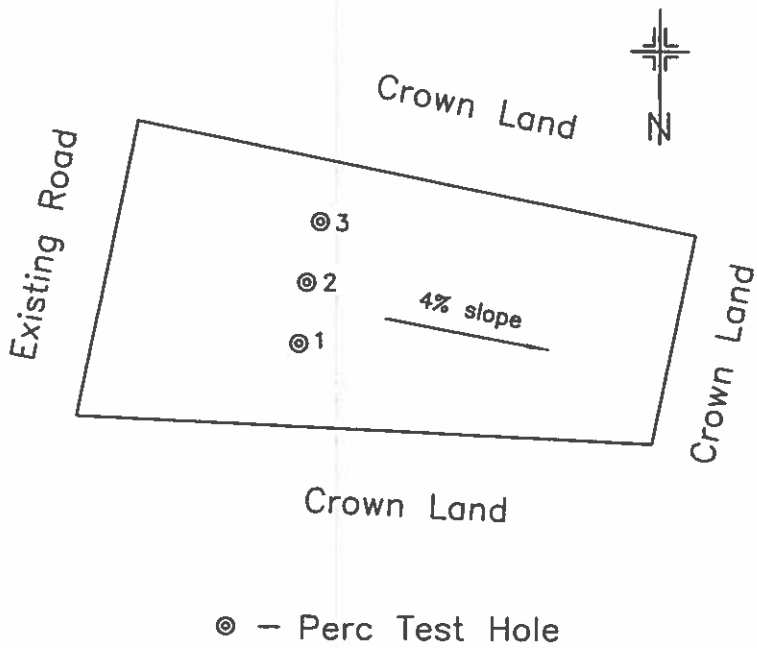 Crown Land
N
Existing Road
3
2
4% slope
1
Crown Land
Crown Land
– Perc Test Hole